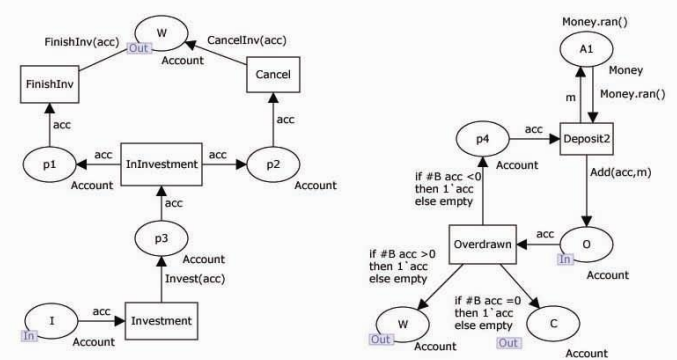 FinishInv(acc)
W
Out
CancelInv(acc)
Account
FinishInv
Cancel
acc
acc
p1
acc
InInvestment
acc
p2
Account
Account
acc
p3
Account
Invest(acc)
I
acc
Investment
In
Account
Money.ran()
A1
Money
m
Money.ran()
p4
acc
Deposit2
Account
if #B acc <0
then 1`acc
else empty
Add(acc,m)
Overdrawn
acc
O
In
Account
if #B acc >0
then 1`acc
else empty
if #B acc =0
then 1`acc
else empty
W
Out
Account
C
Out
Account